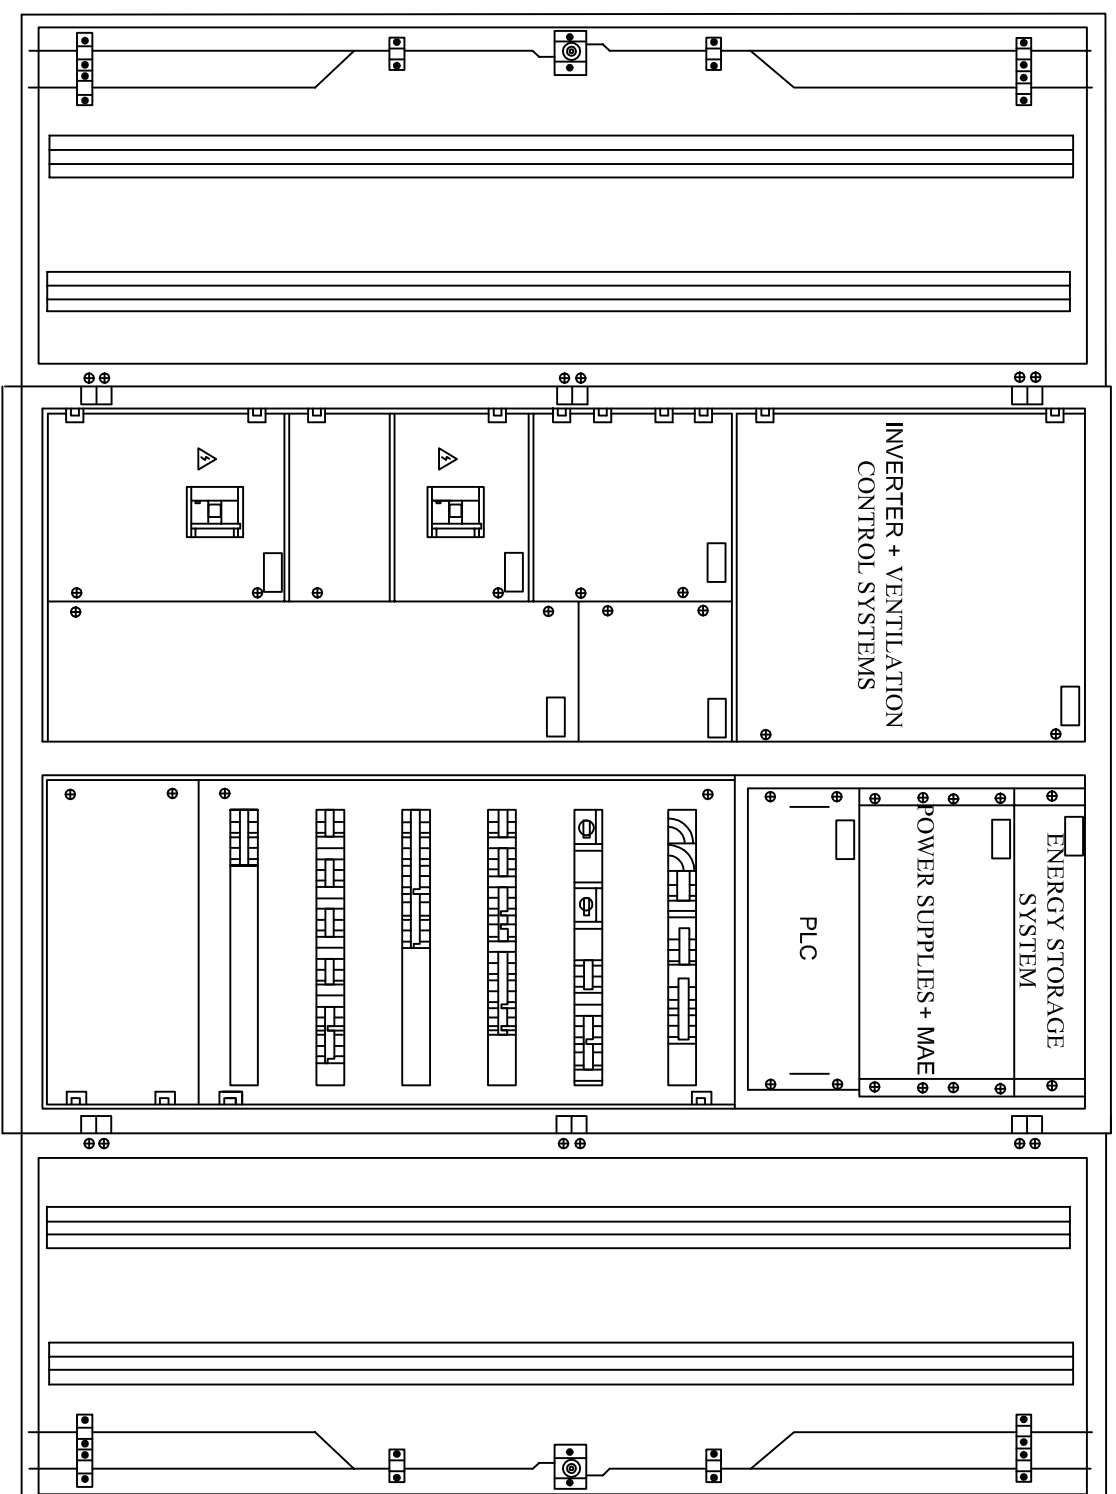 INVERTER + VENTILATION
CONTROL SYSTEMS
ENERGY STORAGE
SYSTEM
POWER SUPPLIES+ MAE
PLC